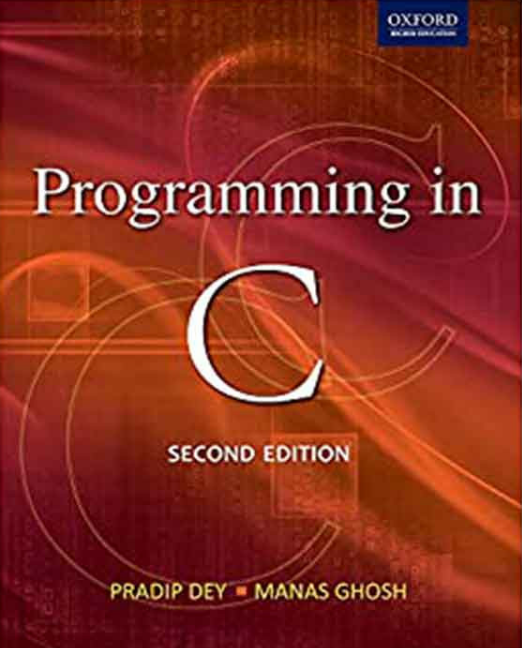 OXFORD
HIGHER EDUCATION
Programming in
C
SECOND EDITION
PRADIP DEY ▪ MANAS GHOSH